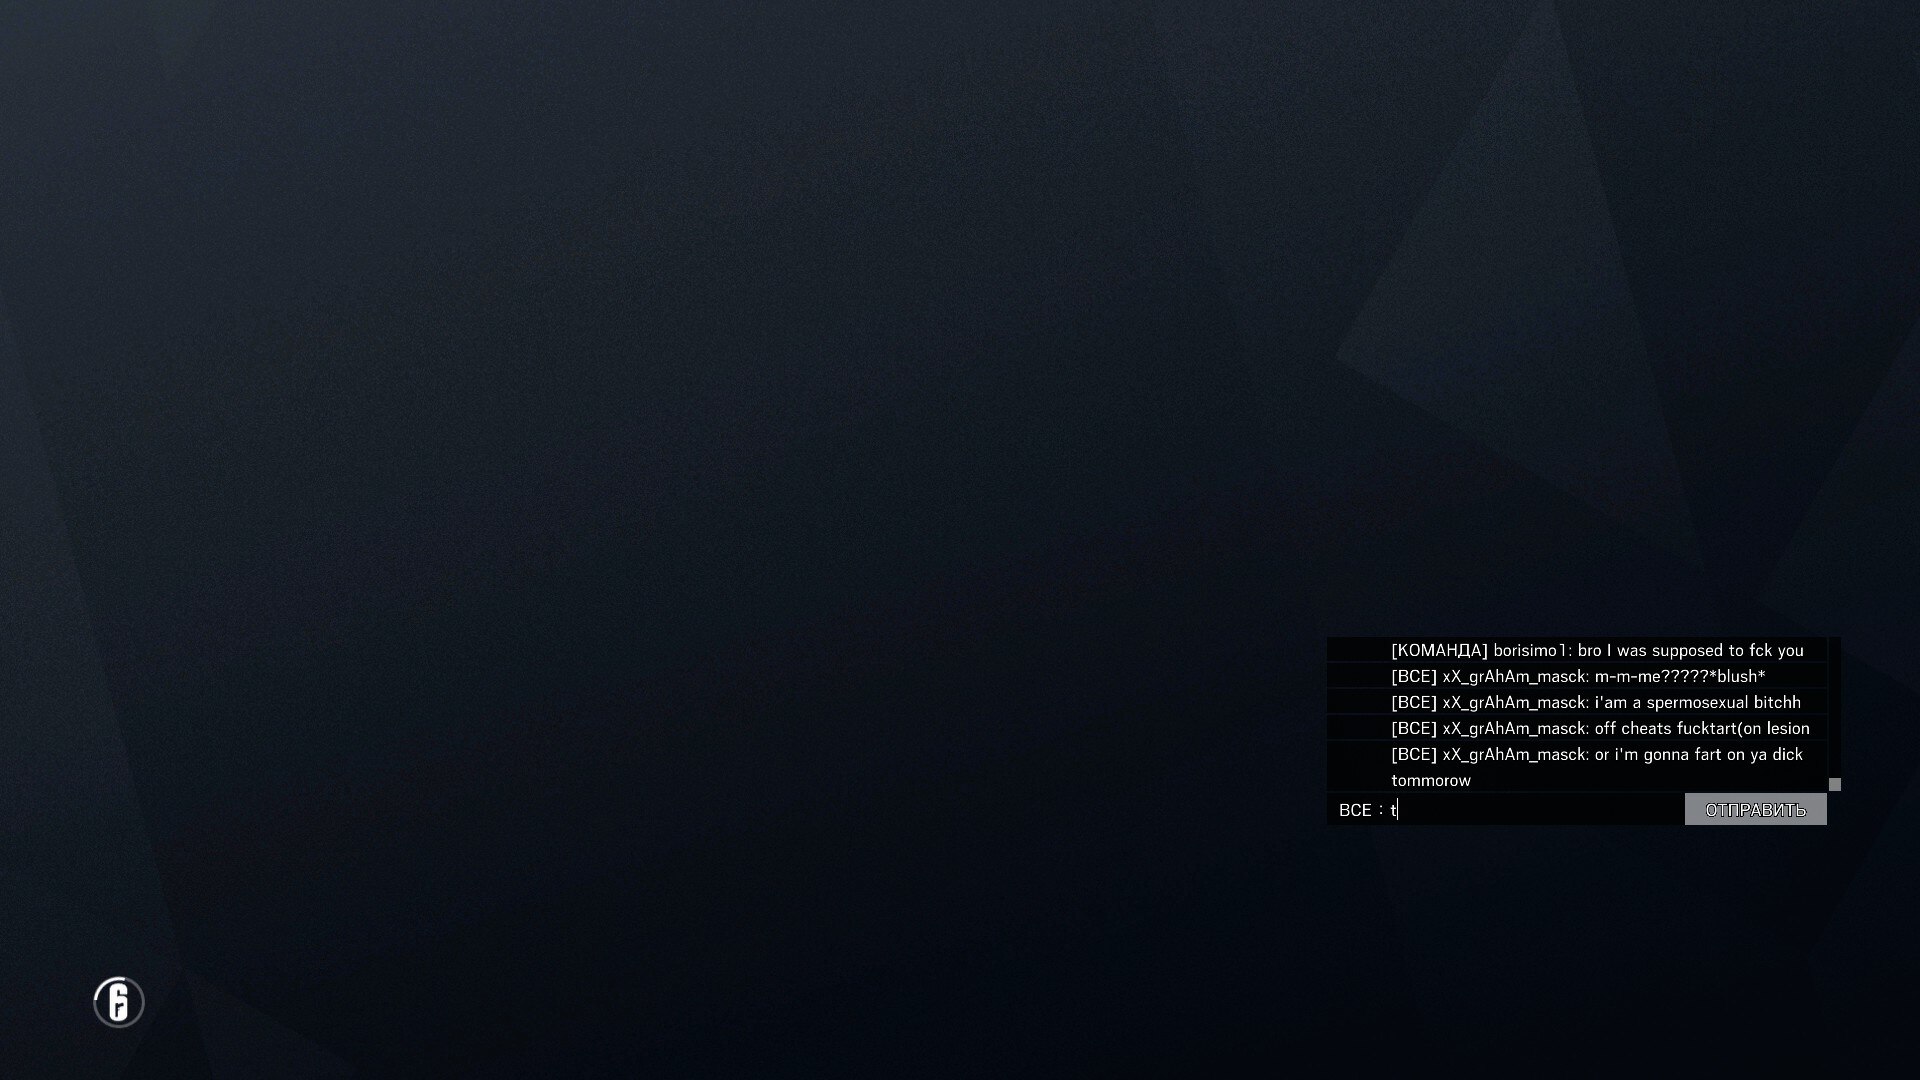 [КОМАНДА] borisimo1: bro I was supposed to fck you
[ВСЕ] xX_grAhAm_masck: m-m-me?????*blush*
[ВСЕ] xX_grAhAm_masck: i'am a spermosexual bitchh
[ВСЕ] xX_grAhAm_masck: off cheats fucktart(on lesion
[ВСЕ] xX_grAhAm_masck: or i'm gonna fart on ya dick
tommorow
ВСЕ : t
ОТПРАВИТЬ
6